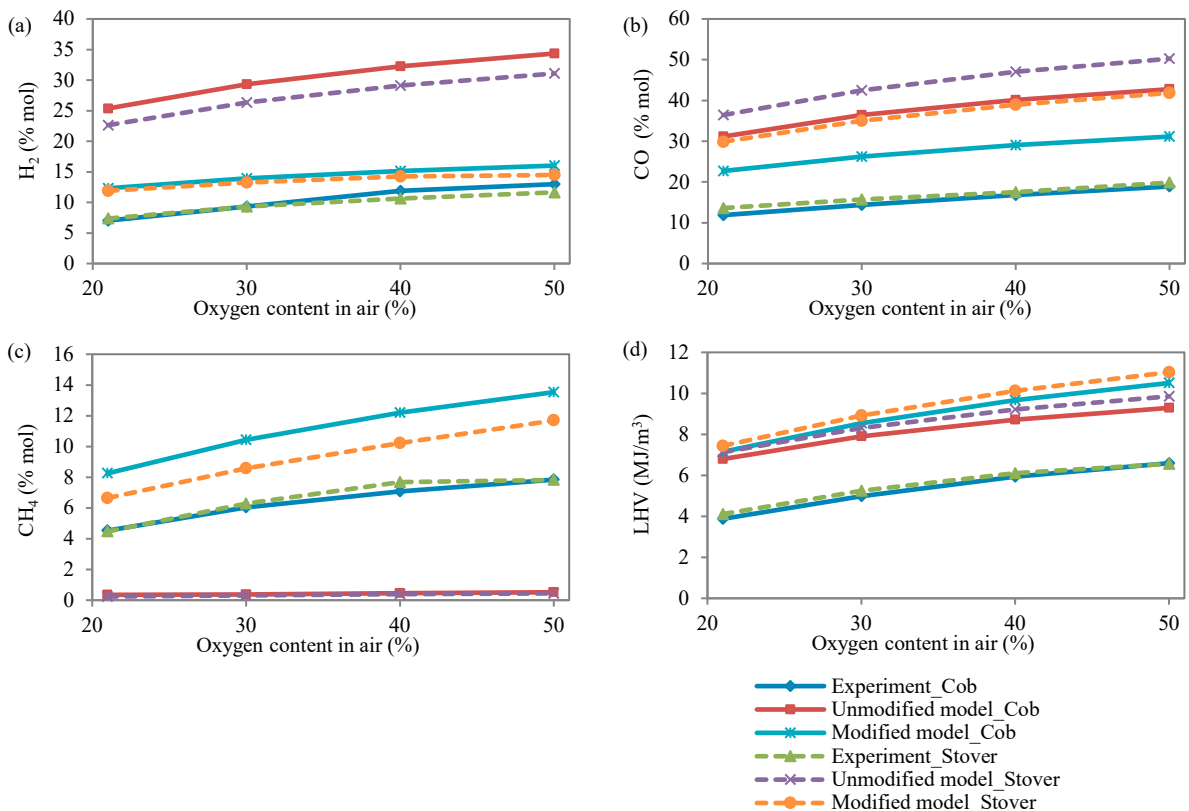 (a)
H2 (% mol)
40
35
30
25
20
15
10
5
0
20 30 40 50
Oxygen content in air (%)
(b)
CO (% mol)
60
50
40
30
20
10
0
20 30 40 50
Oxygen content in air (%)
(c)
CH4 (% mol)
16
14
12
10
8
6
4
2
0
20 30 40 50
Oxygen content in air (%)
(d)
LHV (MJ/m³)
12
10
8
6
4
2
0
20 30 40 50
Oxygen content in air (%)
Experiment_Cob
Unmodified model_Cob
Modified model_Cob
Experiment_Stover
Unmodified model_Stover
Modified model_Stover